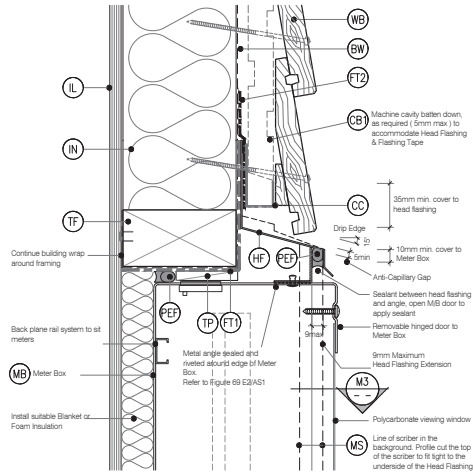 WB
BW
FT2
IL
CB1
Machine cavity batten down,
as required ( 5mm max ) to
accommodate Head Flashing
& Flashing Tape
IN
CC
35mm min. cover to
head flashing
TF
Drip Edge
15°
10mm min. cover to
Meter Box
5min
HF
PEF
Continue building wrap
around framing
Anti-Capillary Gap
Sealant between head flashing
and angle, open M/B door to
apply sealant
PEF
TP
FT1
Back plane rail system to sit
meters
Metal angle sealed and
riveted around edge of Meter
Box.
Refer to Figure 69 E2/AS1
9max
Removable hinged door to
Meter Box
9mm Maximum
Head Flashing Extension
MB
Meter Box
M3
Install suitable Blanket or
Foam Insulation
Polycarbonate viewing window
MS
Line of scriber in the
background. Profile cut the top
of the scriber to fit tight to the
underside of the Head Flashing